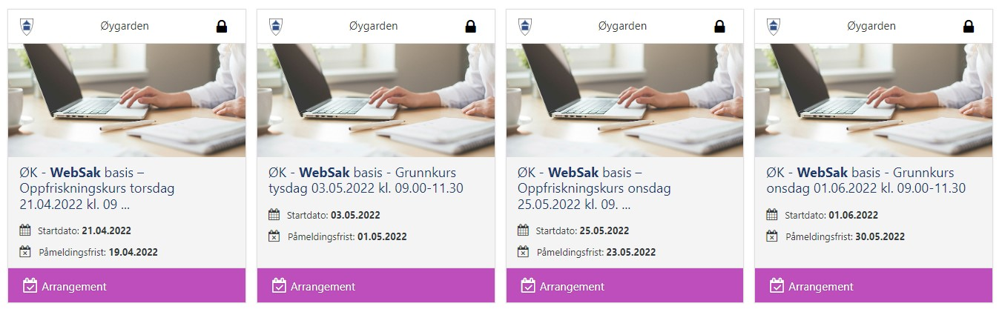 Øygarden
ØK - WebSak basis –
Oppfriskningskurs torsdag
21.04.2022 kl. 09 ...
Startdato: 21.04.2022
Påmeldingsfrist: 19.04.2022
Arrangement
Øygarden
ØK - WebSak basis - Grunnkurs
tysdag 03.05.2022 kl. 09.00-11.30
Startdato: 03.05.2022
Påmeldingsfrist: 01.05.2022
Arrangement
Øygarden
ØK - WebSak basis –
Oppfriskningskurs onsdag
25.05.2022 kl. 09. ...
Startdato: 25.05.2022
Påmeldingsfrist: 23.05.2022
Arrangement
Øygarden
ØK - WebSak basis - Grunnkurs
onsdag 01.06.2022 kl. 09.00-11.30
Startdato: 01.06.2022
Påmeldingsfrist: 30.05.2022
Arrangement